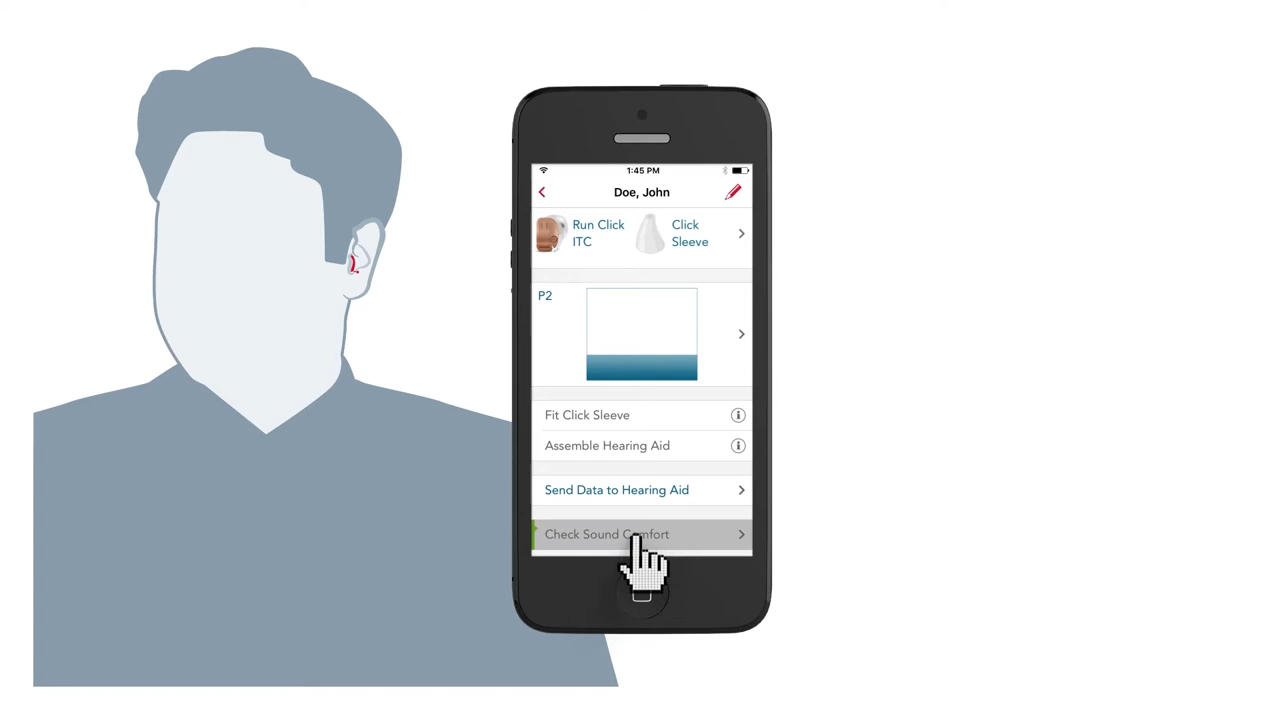 1:45 PM
Doe, John
Run Click
ITC
Click
Sleeve
P2
Fit Click Sleeve
Assemble Hearing Aid
Send Data to Hearing Aid
Check Sound Comfort